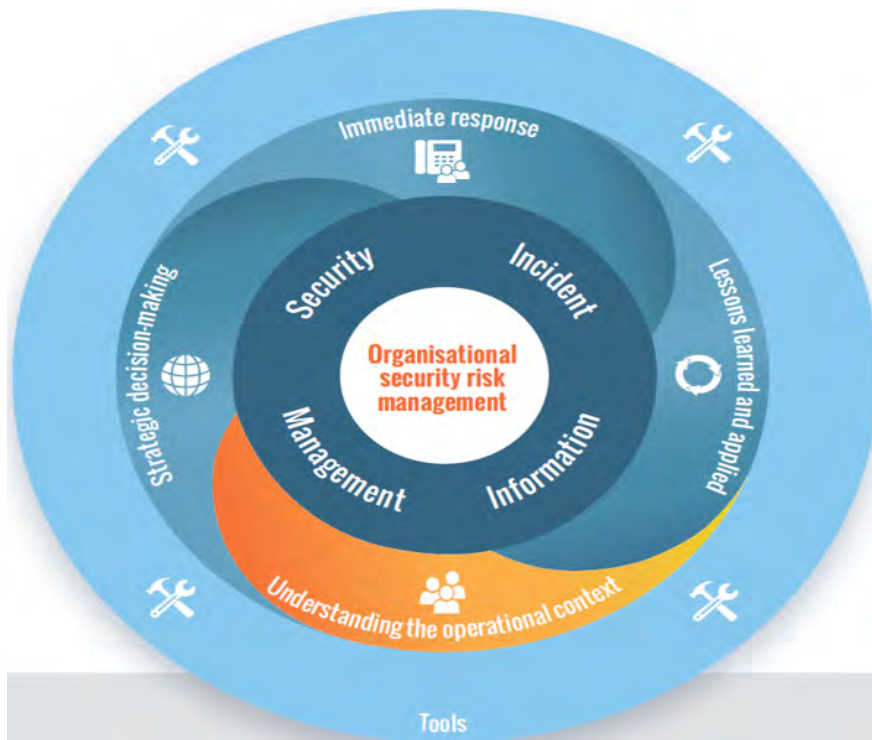 Immediate response
Security
Incident
Strategic decision-making
Organisational
security risk
management
Lessons learned and applied
Management
Information
Understanding the operational context
Tools